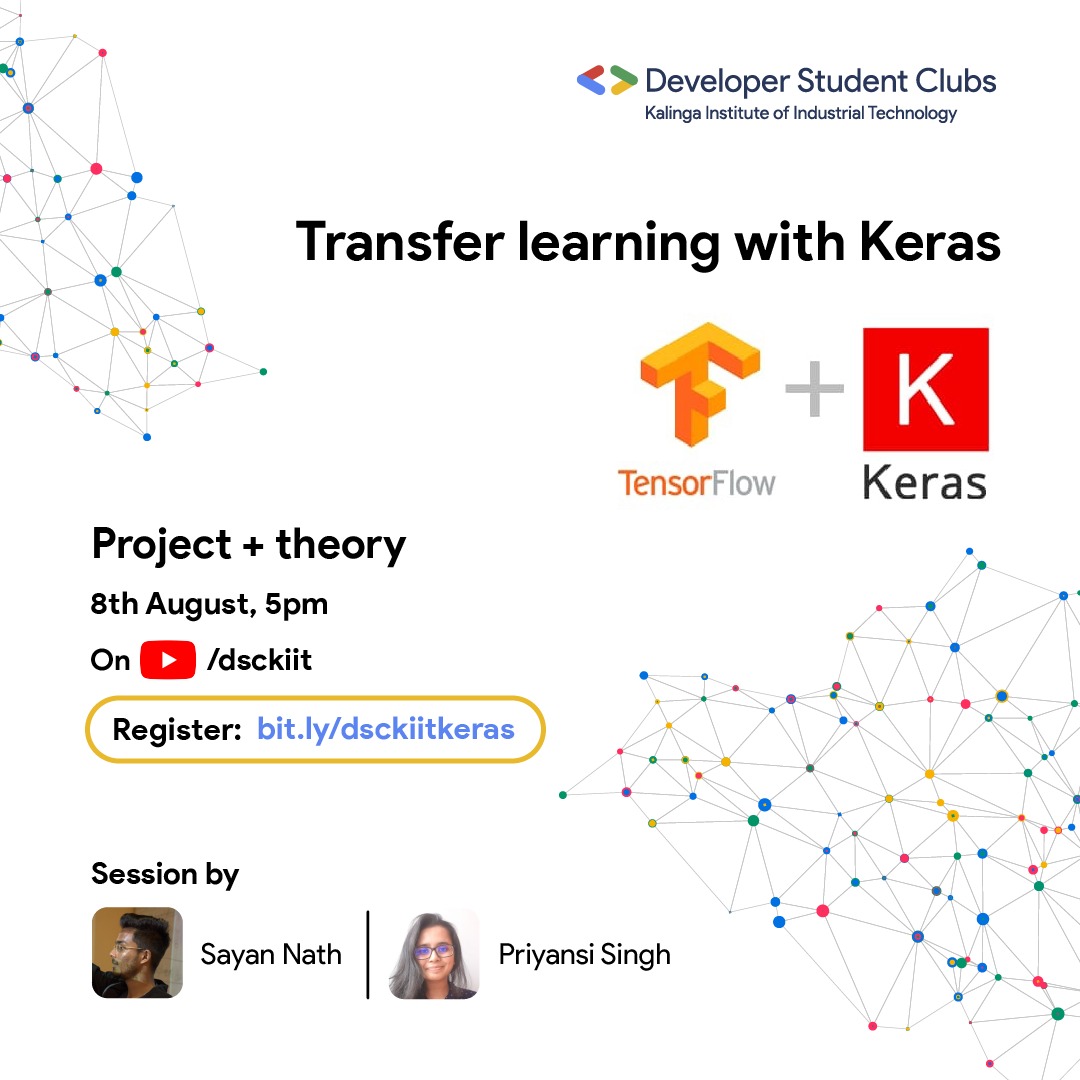 Developer Student Clubs
Kalinga Institute of Industrial Technology
Transfer learning with Keras
TensorFlow + K Keras
Project + theory
8th August, 5pm
On /dsckiit
Register: bit.ly/dsckiitkeras
Session by
Sayan Nath | Priyansi Singh